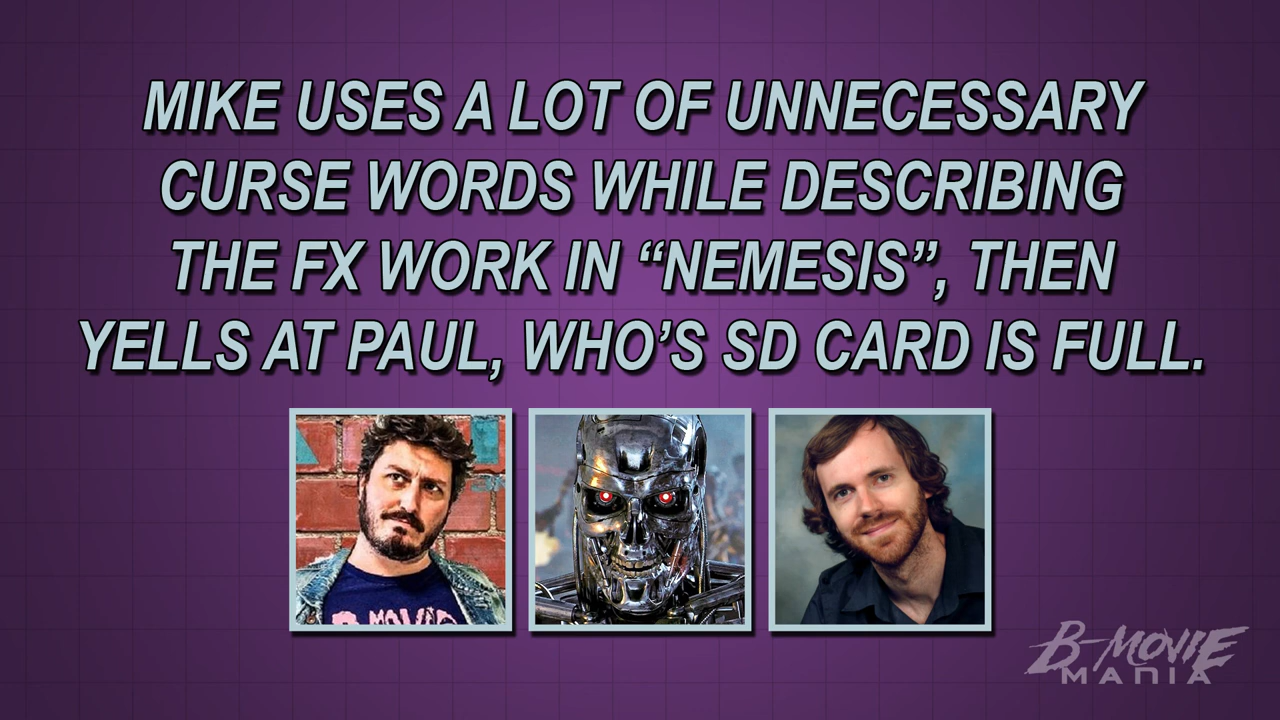 MIKE USES A LOT OF UNNECESSARY
CURSE WORDS WHILE DESCRIBING
THE FX WORK IN “NEMESIS”, THEN
YELLS AT PAUL, WHO’S SD CARD IS FULL.
B-MOVIE
B-MOVIE
MANIA